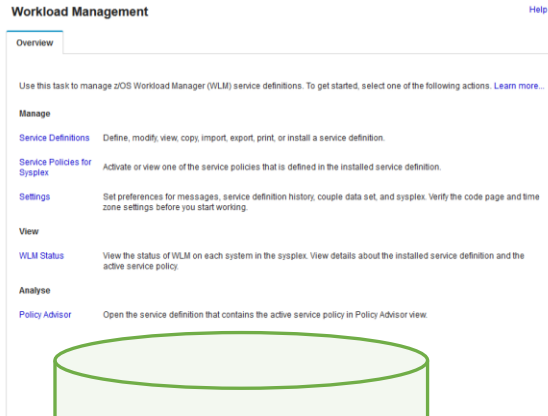 Workload Management
Help
Overview
Use this task to manage z/OS Workload Manager (WLM) service definitions. To get started, select one of the following actions. Learn more...
Manage
Service Definitions Define, modify, view, copy, import, export, print, or install a service definition.
Service Policies for Activate or view one of the service policies that is defined in the installed service definition.
Sysplex
Settings Set preferences for messages, service definition history, couple data set, and sysplex. Verify the code page and time
zone settings before you start working.
View
WLM Status View the status of WLM on each system in the sysplex. View details about the installed service definition and the
active service policy.
Analyse
Policy Advisor Open the service definition that contains the active service policy in Policy Advisor view.